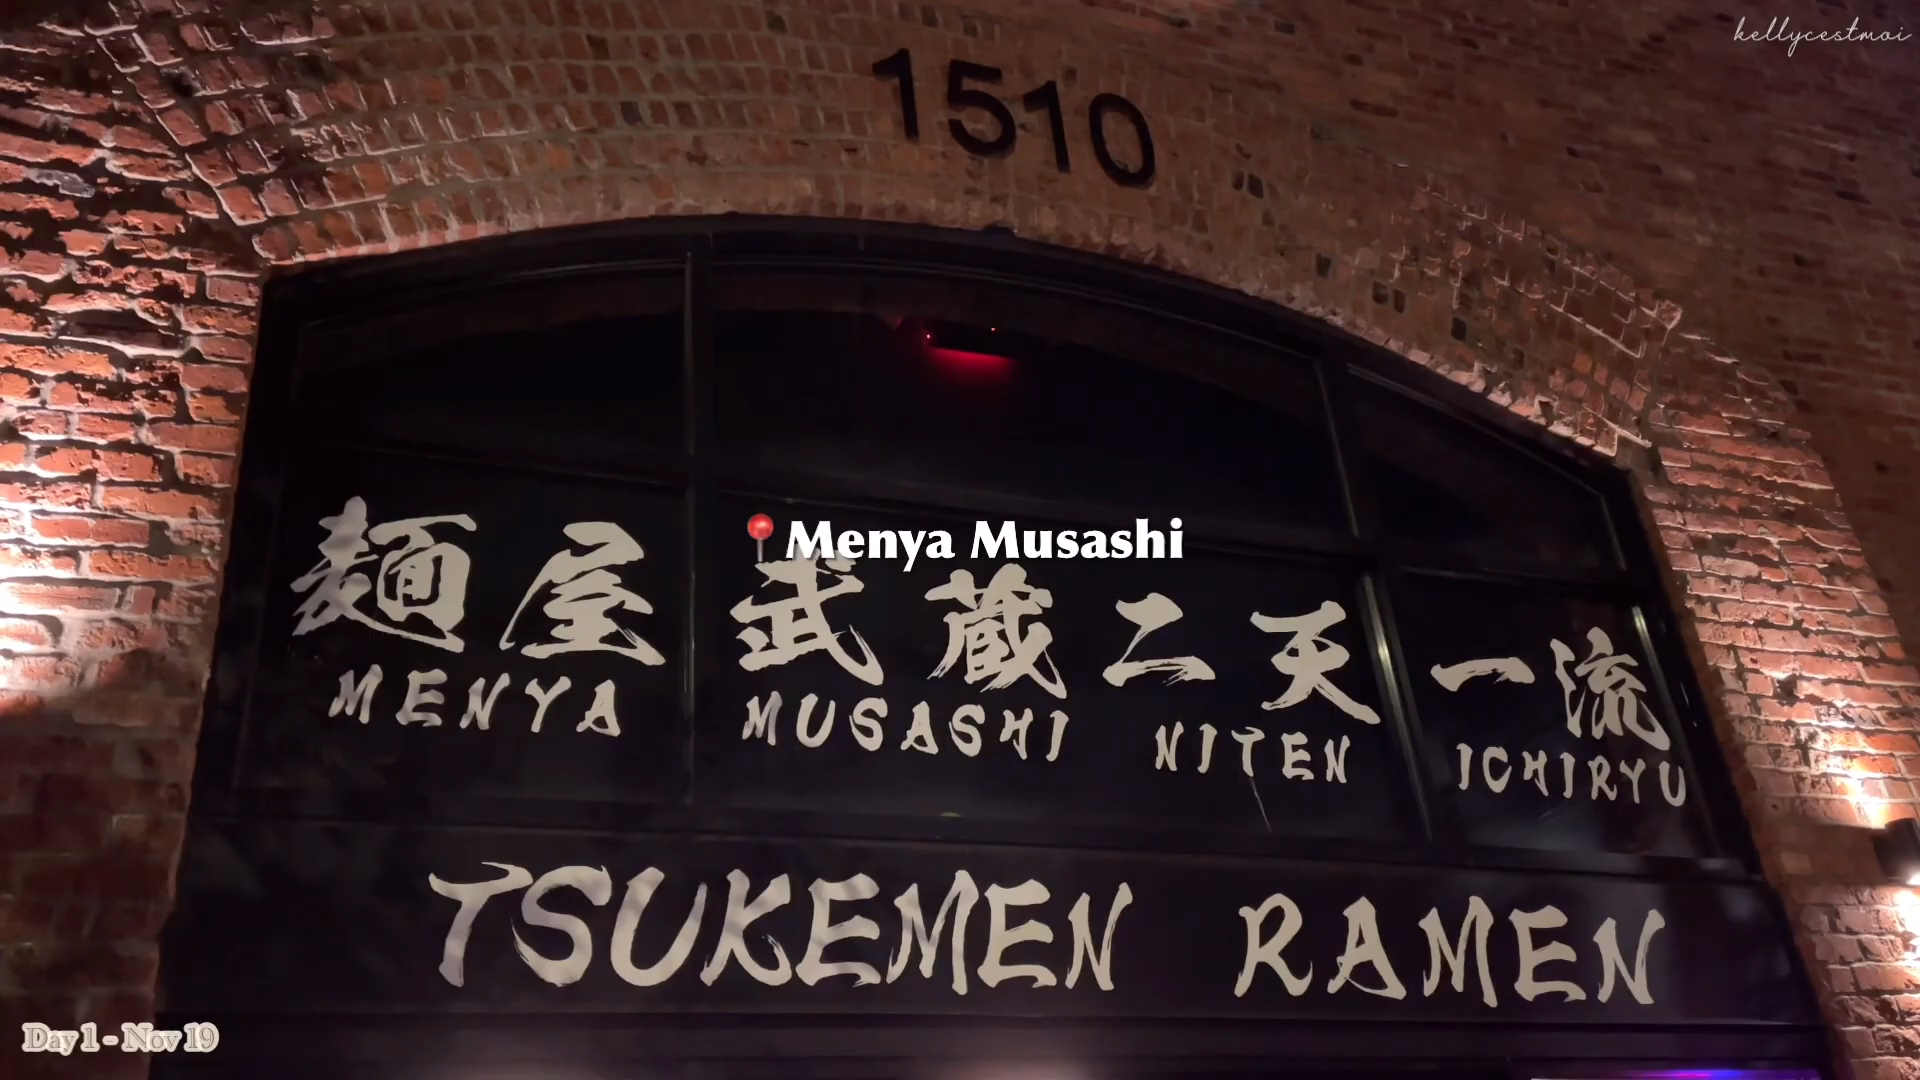 kellycestmoi
1510
📍Menya Musashi
麺屋 武蔵 二天 一流
MENYA MUSASHI NITEN ICHIRYU
TSUKEMEN RAMEN
Day 1 - Nov 19